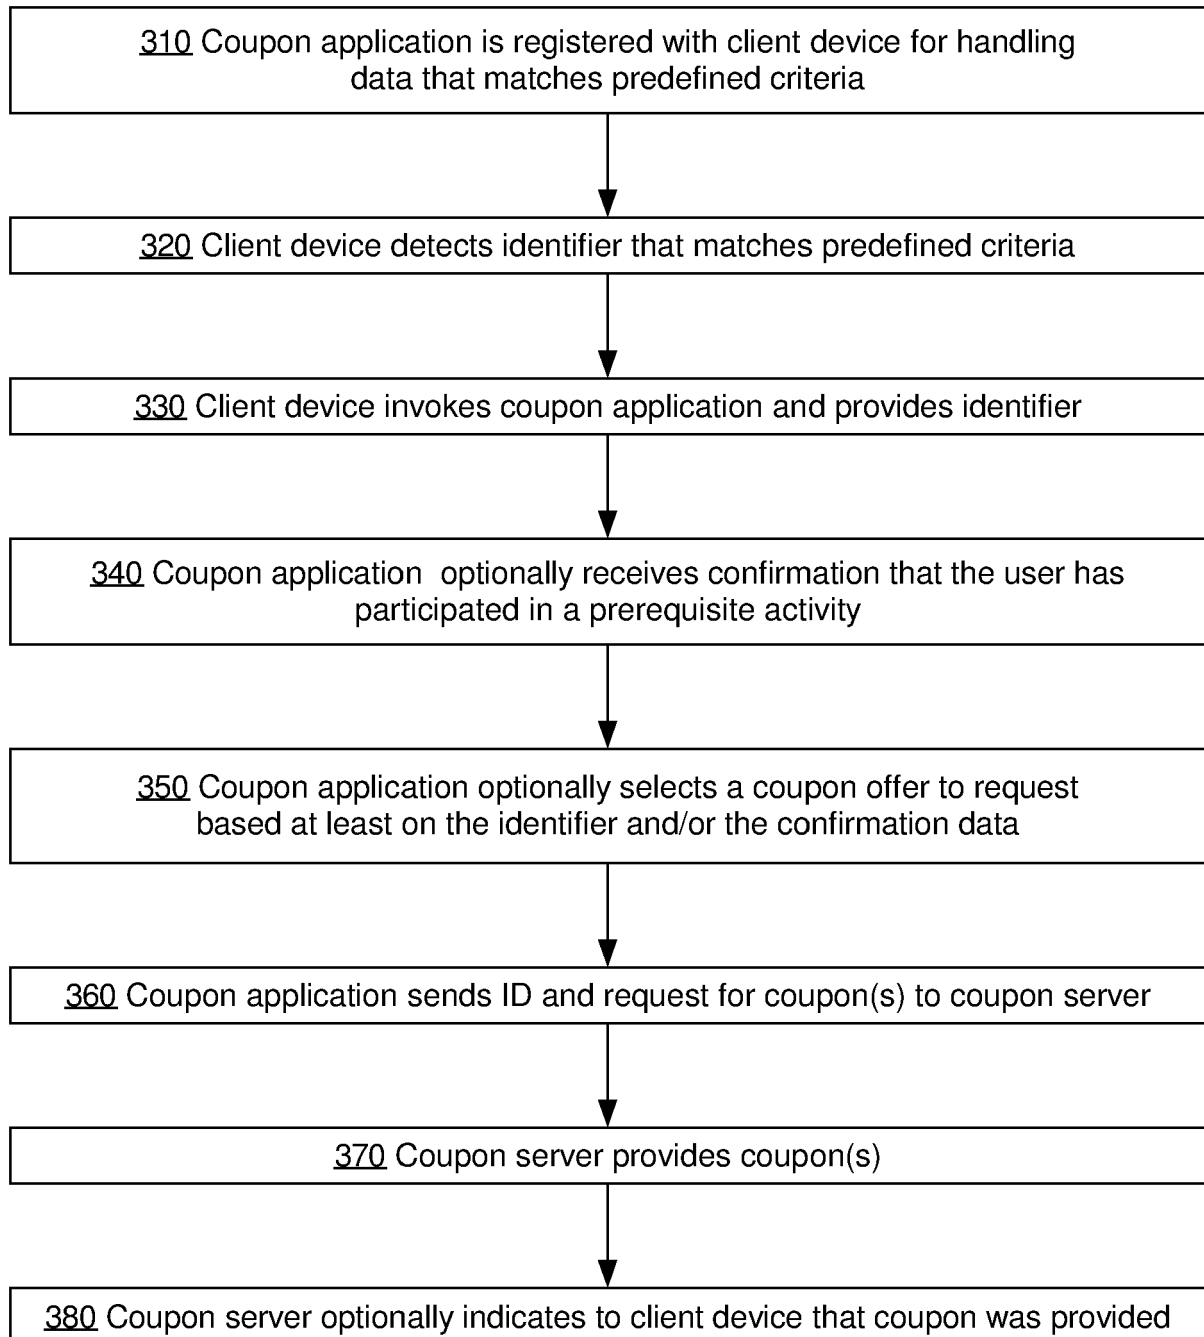 310 Coupon application is registered with client device for handling
data that matches predefined criteria
320 Client device detects identifier that matches predefined criteria
330 Client device invokes coupon application and provides identifier
340 Coupon application  optionally receives confirmation that the user has
participated in a prerequisite activity
350 Coupon application optionally selects a coupon offer to request
based at least on the identifier and/or the confirmation data
360 Coupon application sends ID and request for coupon(s) to coupon server
370 Coupon server provides coupon(s)
380 Coupon server optionally indicates to client device that coupon was provided